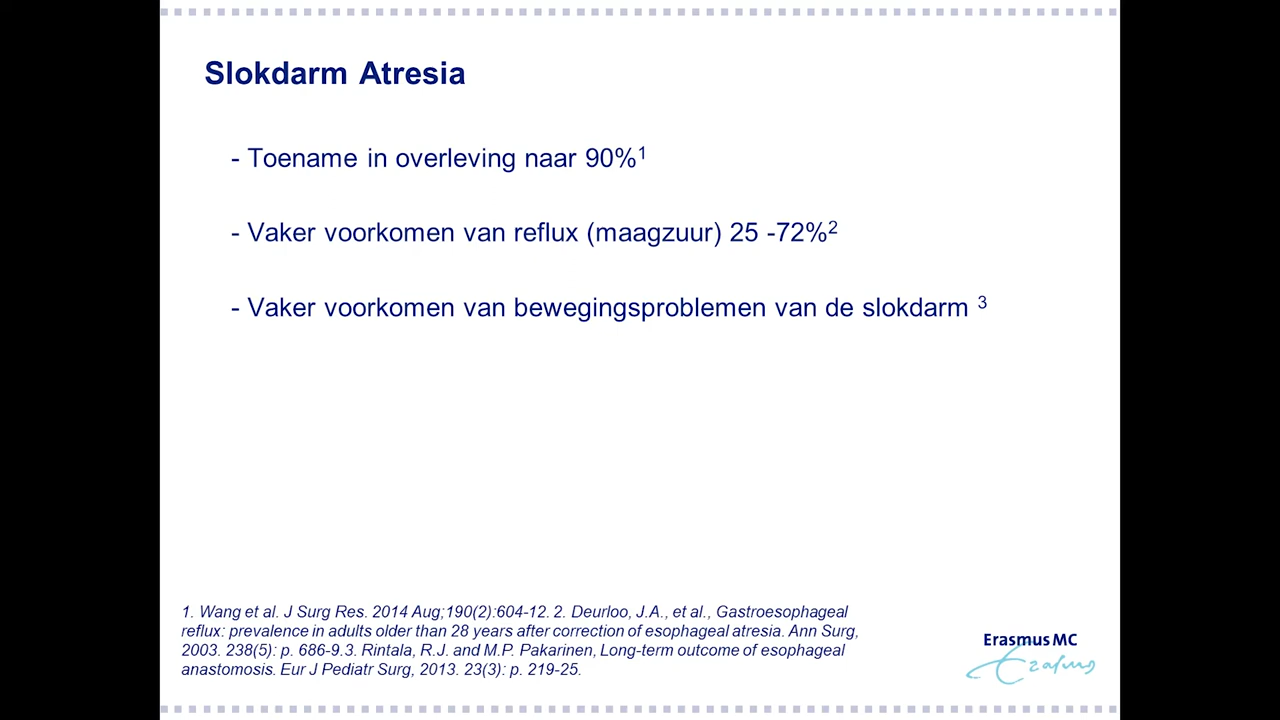 Slokdarm Atresia
- Toename in overleving naar 90%1
- Vaker voorkomen van reflux (maagzuur) 25 -72%2
- Vaker voorkomen van bewegingsproblemen van de slokdarm 3
1. Wang et al. J Surg Res. 2014 Aug;190(2):604-12. 2. Deurloo, J.A., et al., Gastroesophageal
reflux: prevalence in adults older than 28 years after correction of esophageal atresia. Ann Surg,
2003. 238(5): p. 686-9.3. Rintala, R.J. and M.P. Pakarinen, Long-term outcome of esophageal
anastomosis. Eur J Pediatr Surg, 2013. 23(3): p. 219-25.
Erasmus MC
Erasmus